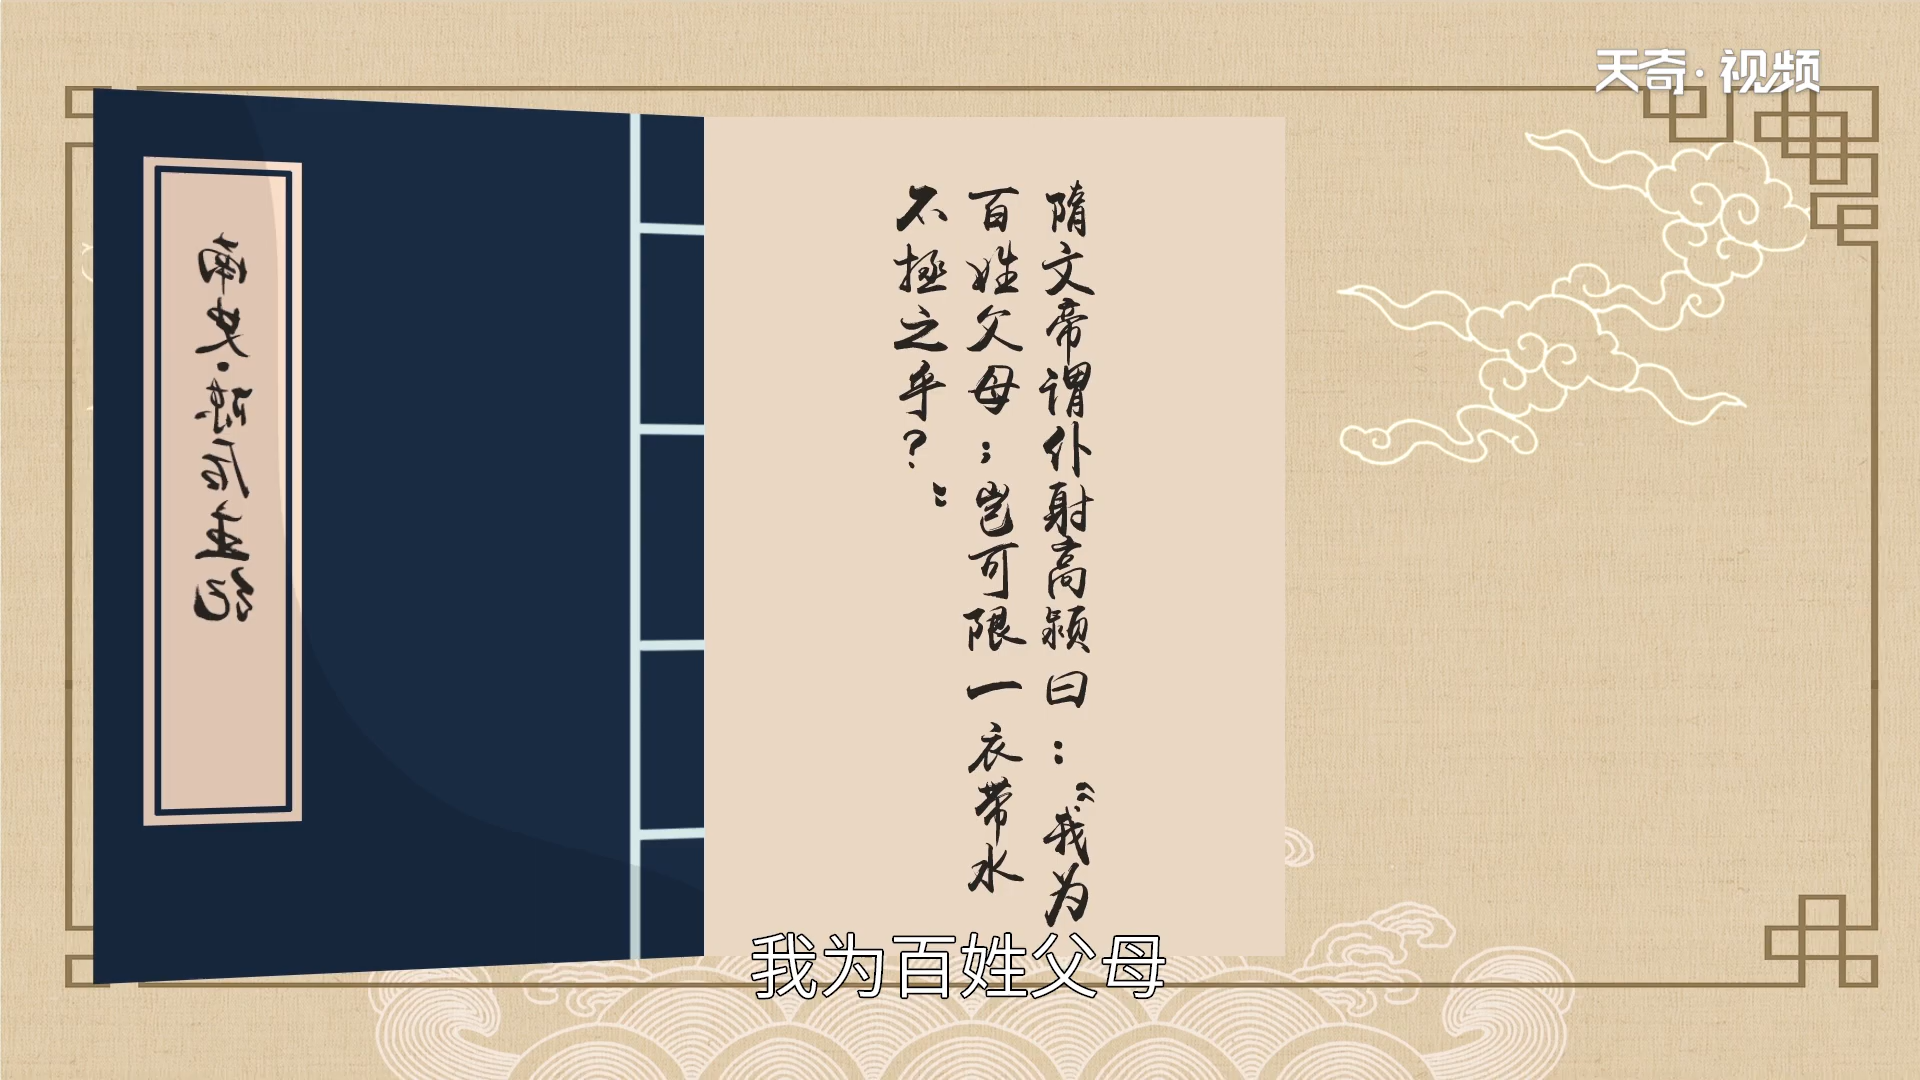 天奇·视频
隋文帝谓仆射高颎曰：“我为
百姓父母；岂可限一衣带水
不拯之乎？”
南史·陈后主纪
我为百姓父母